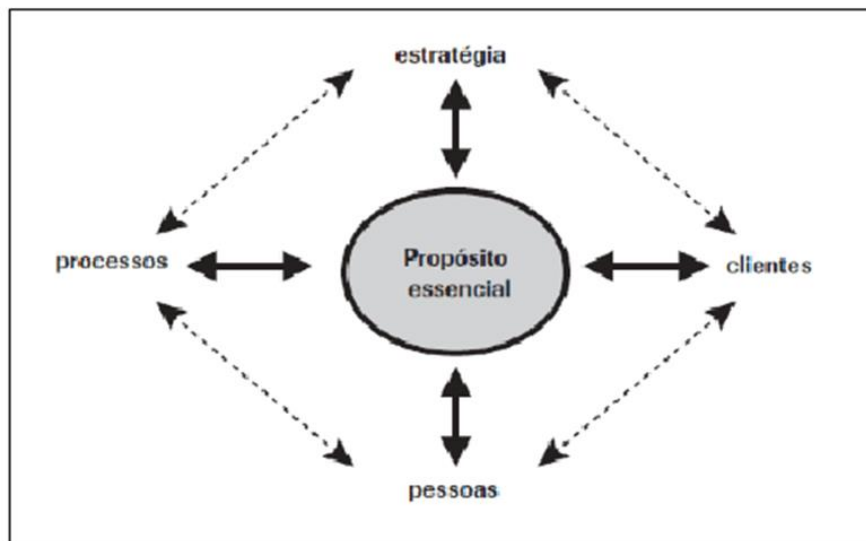 estratégia
processos
Propósito
essencial
clientes
pessoas